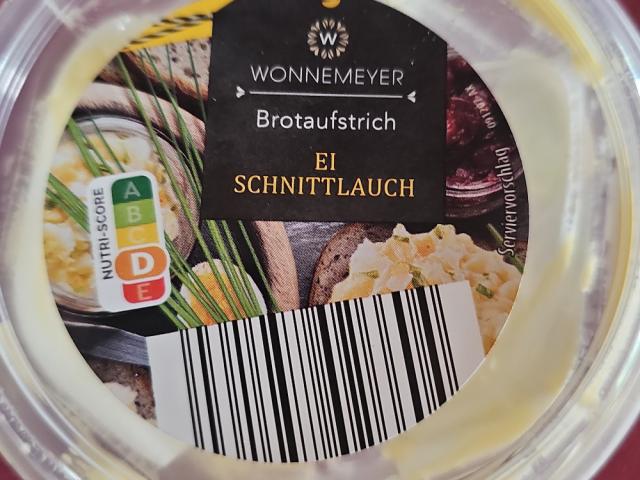 W
WONNEMEYER
Brotaufstrich
EI
SCHNITTLAUCH
NUTRI-SCORE
A
B
C
D
E
Serviervorschlag